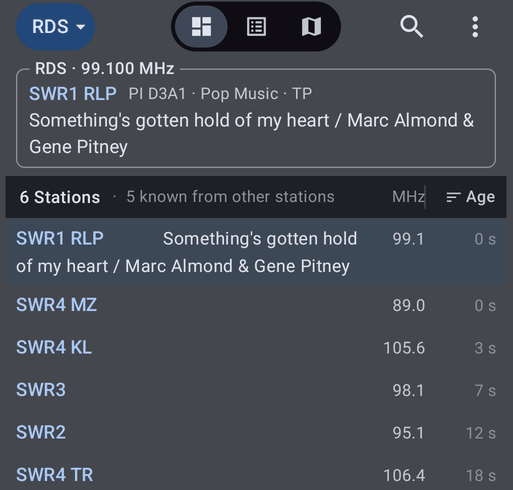 RDS
RDS · 99.100 MHz
SWR1 RLP PI D3A1 · Pop Music · TP
Something's gotten hold of my heart / Marc Almond &
Gene Pitney
6 Stations · 5 known from other stations MHz Age
SWR1 RLP Something's gotten hold 99.1 0 s
of my heart / Marc Almond & Gene Pitney
SWR4 MZ 89.0 0 s
SWR4 KL 105.6 3 s
SWR3 98.1 7 s
SWR2 95.1 12 s
SWR4 TR 106.4 18 s